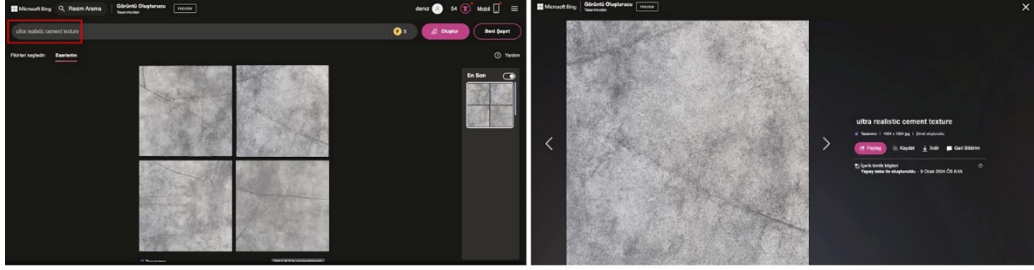 Microsoft Bing
Resim Arama
Görüntü Oluşturucu
Tasarımcıdan
PREVIEW
deniz
54
Mobil
ultra realistic cement texture
5
Oluştur
Beni Şaşırt
Fikirleri keşfedin
Eserlerim
Yardım
En Son
Microsoft Bing
Görüntü Oluşturucu
Tasarımcıdan
PREVIEW
ultra realistic cement texture
Tasarımcı | 1024 x 1024 jpg | Şimdi oluşturuldu
Paylaş
Kaydet
İndir
Geri Bildirim
İçerik kimlik bilgileri
Yapay zeka ile oluşturuldu